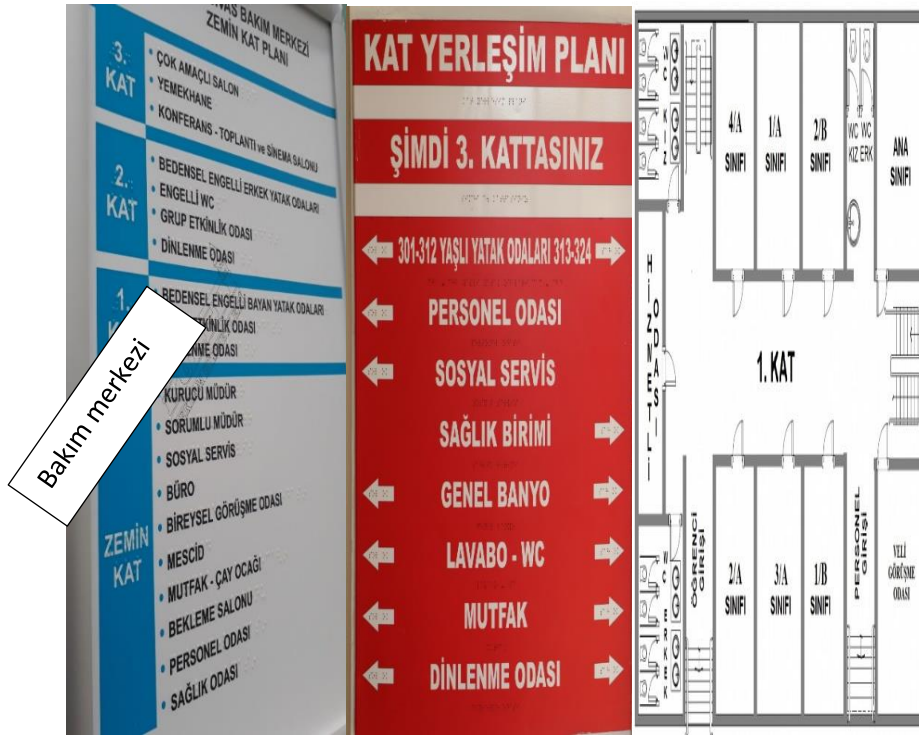 BAKIM MERKEZİ
ZEMİN KAT PLANI
3.
KAT
• ÇOK AMAÇLI SALON
• YEMEKHANE
• KONFERANS - TOPLANTI ve SİNEMA SALONU
2.
KAT
• BEDENSEL ENGELLİ ERKEK YATAK ODALARI
• ENGELLİ WC
• GRUP ETKİNLİK ODASI
• DİNLENME ODASI
1.
• BEDENSEL ENGELLİ BAYAN YATAK ODALARI
ODASI
ODASI
ZEMİN
KAT
KURUCU MÜDÜR
• SORUMLU MÜDÜR
• SOSYAL SERVİS
• BÜRO
• BİREYSEL GÖRÜŞME ODASI
• MESCİD
• MUTFAK - ÇAY OCAĞI
• BEKLEME SALONU
• PERSONEL ODASI
• SAĞLIK ODASI
Bakım merkezi
KAT YERLEŞİM PLANI
ŞİMDİ 3. KATTASINIZ
301-312 YAŞLI YATAK ODALARI 313-324
PERSONEL ODASI
SOSYAL SERVİS
SAĞLIK BİRİMİ
GENEL BANYO
LAVABO - WC
MUTFAK
DİNLENME ODASI
4/A
SINIFI
1/A
SINIFI
2/B
SINIFI
WC
KIZ
WC
ERK
ANA
SINIFI
HİZMETLİ
ODASI
1. KAT
ÖĞRENCİ
GİRİŞİ
2/A
SINIFI
3/A
SINIFI
1/B
SINIFI
PERSONEL
GİRİŞİ
VELİ
GÖRÜŞME
ODASI